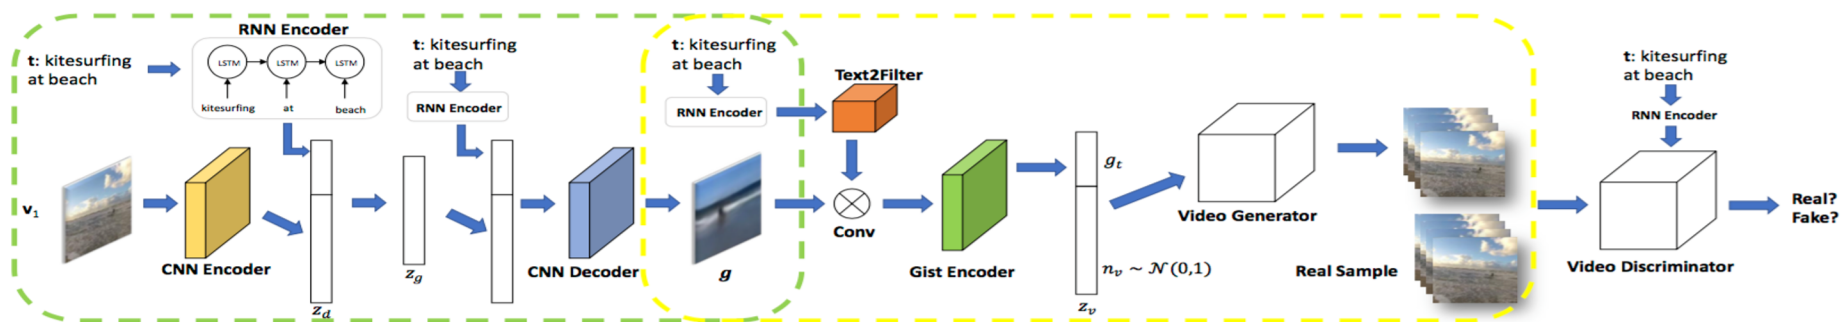 t: kitesurfing
at beach
RNN Encoder
LSTM
LSTM
LSTM
kitesurfing
at
beach
v1
CNN Encoder
z_d
z_g
t: kitesurfing
at beach
RNN Encoder
CNN Decoder
t: kitesurfing
at beach
RNN Encoder
g
Text2Filter
Conv
Gist Encoder
g_t
n_v ~ 𝒩(0,1)
z_v
Video Generator
Real Sample
t: kitesurfing
at beach
RNN Encoder
Video Discriminator
Real?
Fake?